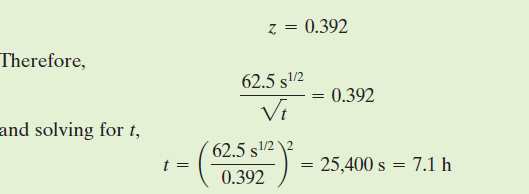 z = 0.392
Therefore,
62.5 s^{1/2} / √t = 0.392
and solving for t,
t = (62.5 s^{1/2} / 0.392)^2 = 25,400 s = 7.1 h